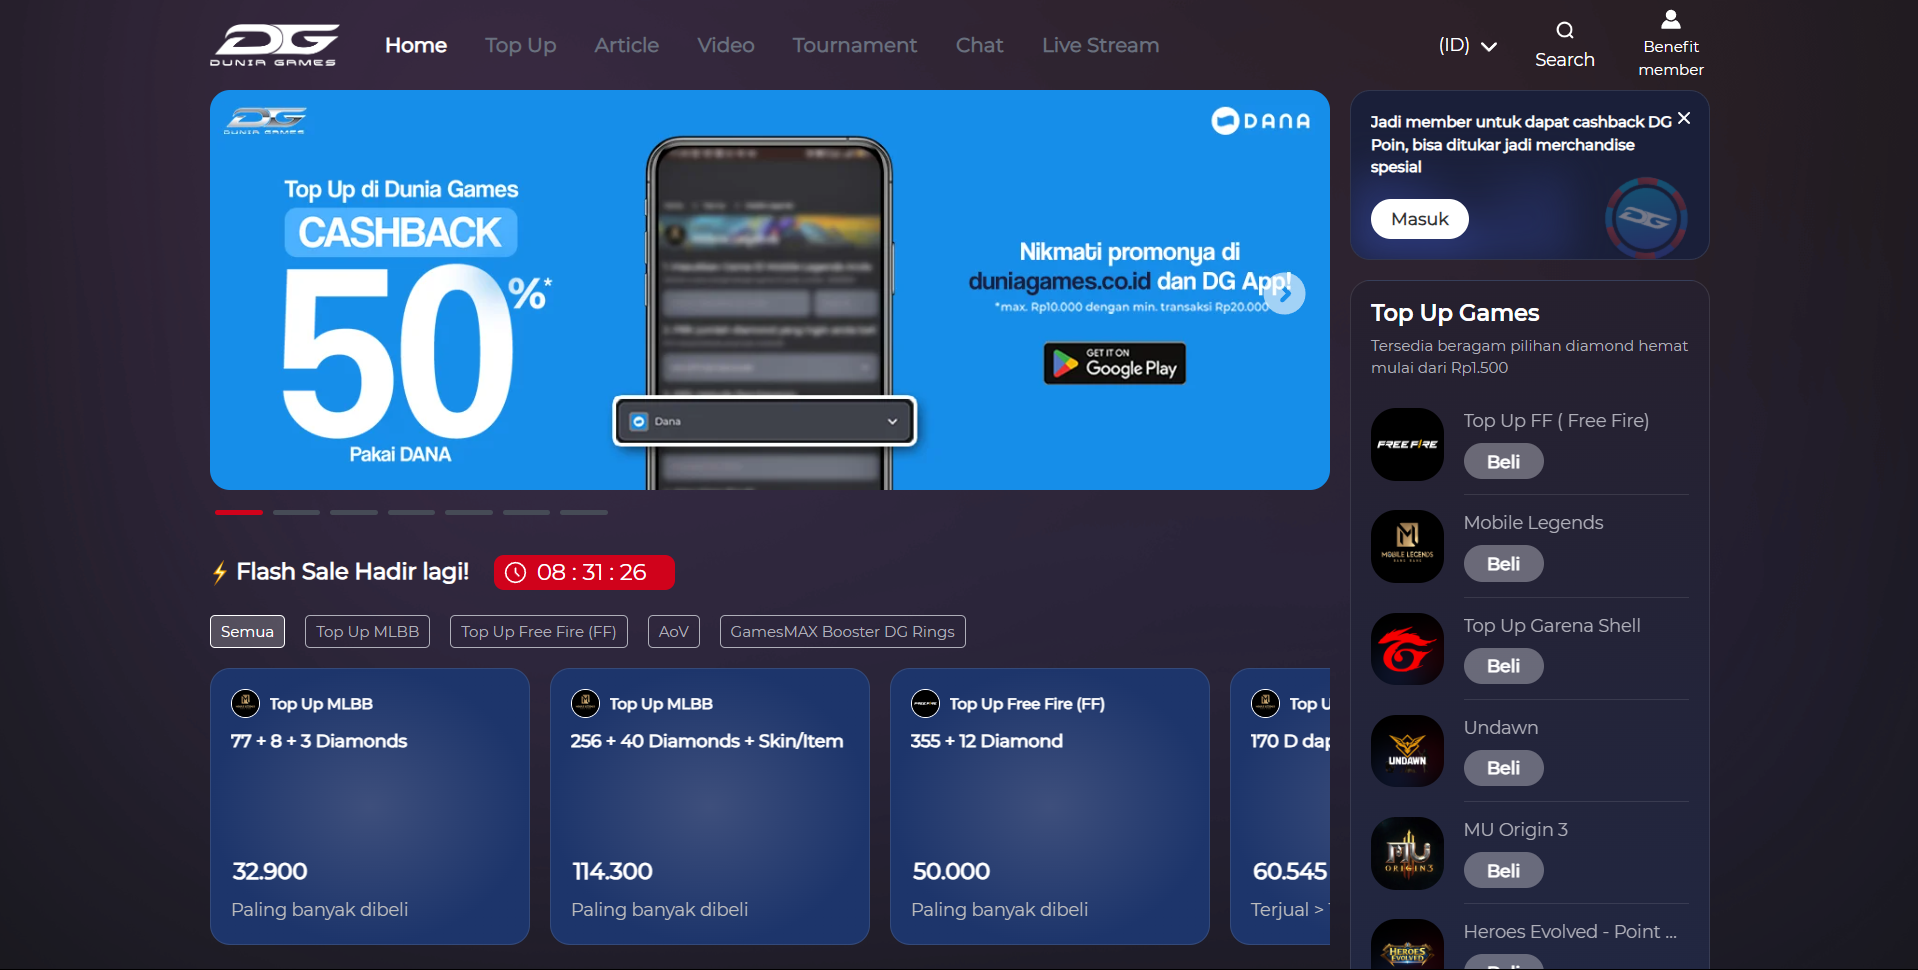 DG
DUNIA GAMES
Home
Top Up
Article
Video
Tournament
Chat
Live Stream
(ID)
Search
Benefit
member
DG
DUNIA GAMES
DANA
Top Up di Dunia Games
CASHBACK
50%*
Pakai DANA
Dana
Nikmati promonya di
duniagames.co.id dan DG App!
*max. Rp10.000 dengan min. transaksi Rp20.000
GET IT ON
Google Play
Jadi member untuk dapat cashback DG
Poin, bisa ditukar jadi merchandise
spesial
Masuk
DG
Flash Sale Hadir lagi!
08 : 31 : 26
Semua
Top Up MLBB
Top Up Free Fire (FF)
AoV
GamesMAX Booster DG Rings
Top Up MLBB
77 + 8 + 3 Diamonds
32.900
Paling banyak dibeli
Top Up MLBB
256 + 40 Diamonds + Skin/Item
114.300
Paling banyak dibeli
Top Up Free Fire (FF)
355 + 12 Diamond
50.000
Paling banyak dibeli
Top U
170 D dap
60.545
Terjual >
Top Up Games
Tersedia beragam pilihan diamond hemat
mulai dari Rp1.500
FREE FIRE
Top Up FF ( Free Fire)
Beli
MOBILE LEGENDS
Mobile Legends
Beli
Top Up Garena Shell
Beli
UNDAWN
Undawn
Beli
MU
ORIGIN 3
MU Origin 3
Beli
HEROES
EVOLVED
Heroes Evolved - Point ...
Beli